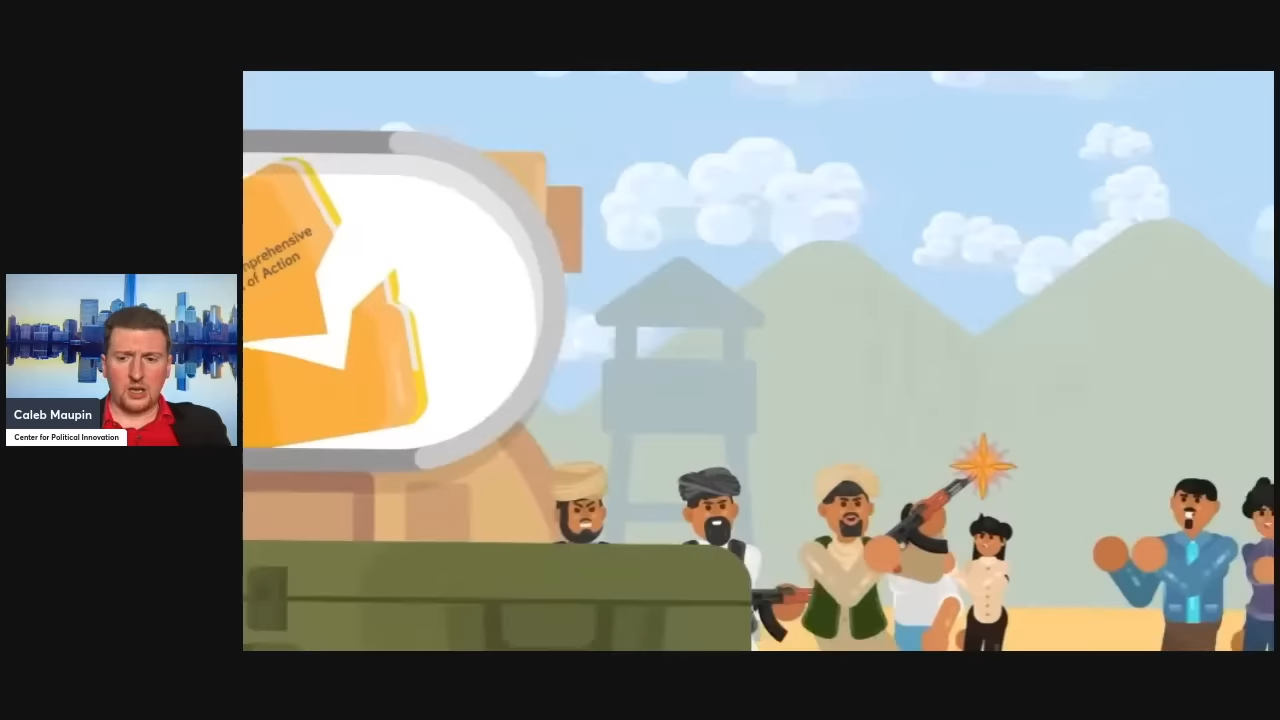 nprehensive
of Action
Caleb Maupin
Center for Political Innovation